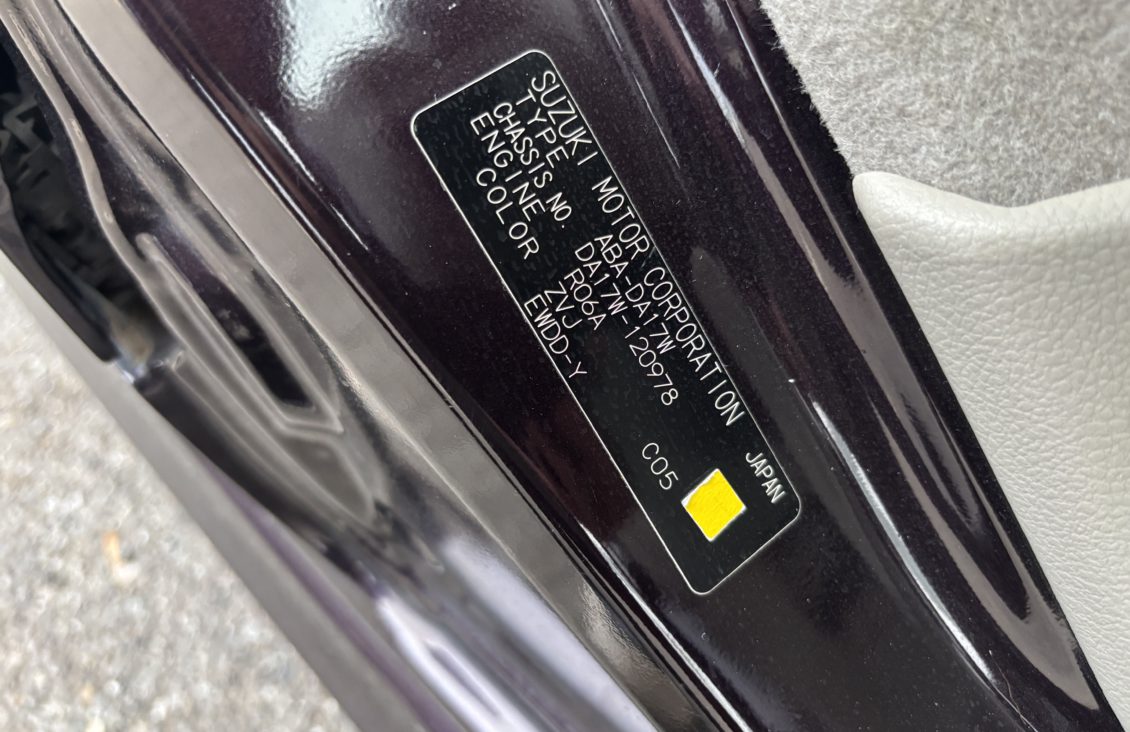 SUZUKI MOTOR CORPORATION JAPAN
TYPE ABA-DA17W
CHASSIS NO. DA17W-120978
ENGINE R06A
COLOR ZVJ C05
EWDD-Y